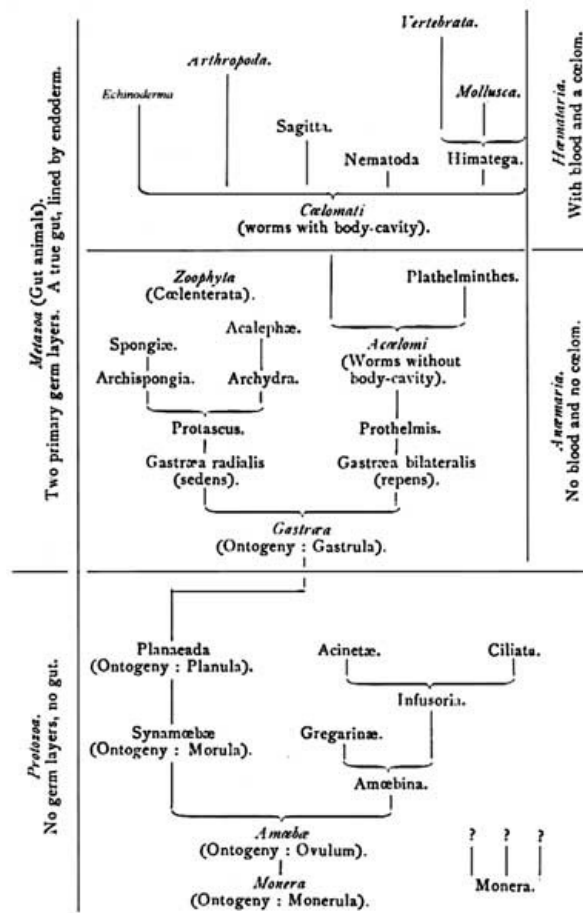 Vertebrata.
Arthropoda.
Echinoderma
Mollusca.
Sagitta.
Nematoda
Himatega.
Cœlomati
(worms with body-cavity).
Zoophyta
(Cœlenterata).
Plathelminthes.
Acalephæ.
Spongiæ.
Acœlomi
(Worms without
body-cavity).
Archispongia.
Archydra.
Protascus.
Prothelmis.
Gastræa radialis
(sedens).
Gastræa bilateralis
(repens).
Gastræa
(Ontogeny : Gastrula).
Planaeada
(Ontogeny : Planula).
Acinetæ.
Ciliata.
Infusoria.
Synamœbæ
(Ontogeny : Morula).
Gregarinæ.
Amœbina.
Amœbæ
(Ontogeny : Ovulum).
? ? ?
Monera
(Ontogeny : Monerula).
Monera.
Metazoa (Gut animals).
Two primary germ layers. A true gut, lined by endoderm.
Protozoa.
No germ layers, no gut.
Hæmataria.
With blood and a cœlom.
Anæmaria.
No blood and no cœlom.